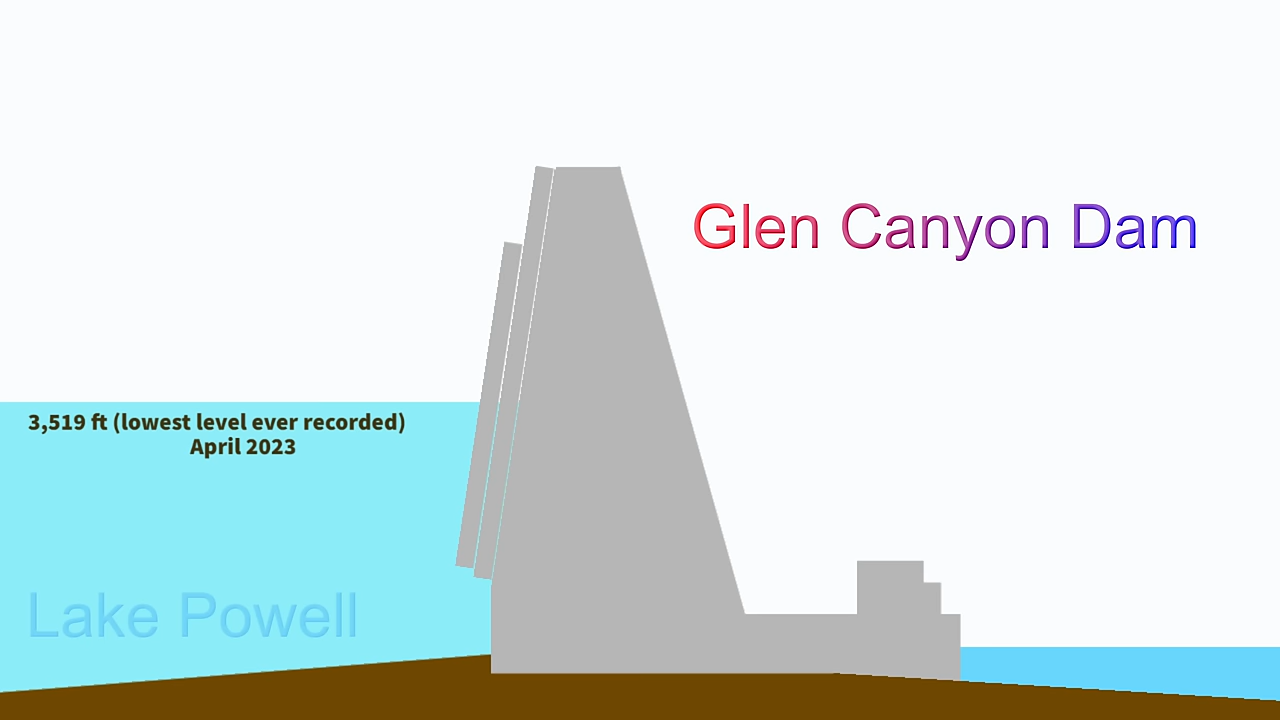 Glen Canyon Dam
3,519 ft (lowest level ever recorded)
April 2023
Lake Powell